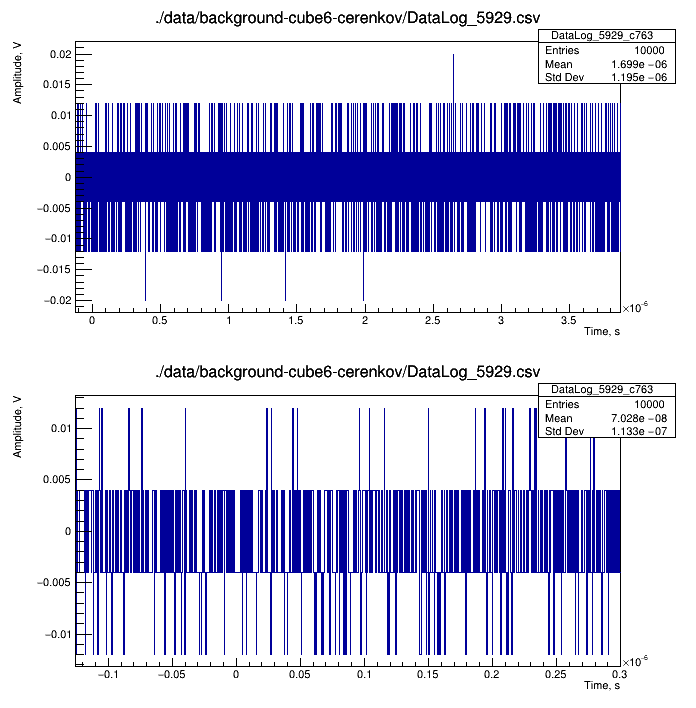 ./data/background-cube6-cerenkov/DataLog_5929.csv
Amplitude, V
DataLog_5929_c763
Entries 10000
Mean 1.699e−06
Std Dev 1.195e−06
0.02
0.015
0.01
0.005
0
−0.005
−0.01
−0.015
−0.02
0 0.5 1 1.5 2 2.5 3 3.5
×10−6
Time, s
./data/background-cube6-cerenkov/DataLog_5929.csv
Amplitude, V
DataLog_5929_c763
Entries 10000
Mean 7.028e−08
Std Dev 1.133e−07
0.01
0.005
0
−0.005
−0.01
−0.1 −0.05 0 0.05 0.1 0.15 0.2 0.25 0.3
×10−6
Time, s